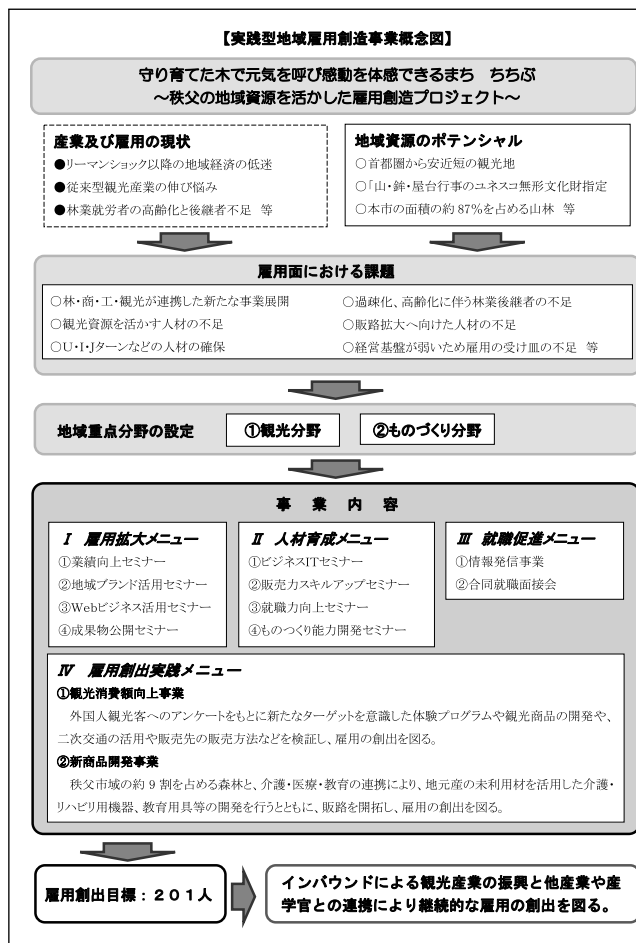 【実践型地域雇用創造事業概念図】
守り育てた木で元気を呼び感動を体感できるまち　ちちぶ
～秩父の地域資源を活かした雇用創造プロジェクト～
産業及び雇用の現状
●リーマンショック以降の地域経済の低迷
●従来型観光産業の伸び悩み
●林業就労者の高齢化と後継者不足　等
地域資源のポテンシャル
○首都圏から安近短の観光地
○「山・鉾・屋台行事のユネスコ無形文化財指定
○本市の面積の約 87％を占める山林　等
雇用面における課題
○林・商・工・観光が連携した新たな事業展開
○観光資源を活かす人材の不足
○U・I・Jターンなどの人材の確保
○過疎化、高齢化に伴う林業後継者の不足
○販路拡大へ向けた人材の不足
○経営基盤が弱いため雇用の受け皿の不足　等
地域重点分野の設定
①観光分野
②ものづくり分野
事　業　内　容
Ⅰ　雇用拡大メニュー
①業績向上セミナー
②地域ブランド活用セミナー
③Webビジネス活用セミナー
④成果物公開セミナー
Ⅱ　人材育成メニュー
①ビジネスITセミナー
②販売力スキルアップセミナー
③就職力向上セミナー
④ものつくり能力開発セミナー
Ⅲ　就職促進メニュー
①情報発信事業
②合同就職面接会
Ⅳ　雇用創出実践メニュー
①観光消費額向上事業
外国人観光客へのアンケートをもとに新たなターゲットを意識した体験プログラムや観光商品の開発や、
二次交通の活用や販売先の販売方法などを検証し、雇用の創出を図る。
②新商品開発事業
秩父市域の約 9 割を占める森林と、介護・医療・教育の連携により、地元産の未利用材を活用した介護・
リハビリ用機器、教育用具等の開発を行うとともに、販路を開拓し、雇用の創出を図る。
雇用創出目標：２０１人
インバウンドによる観光産業の振興と他産業や産
学官との連携により継続的な雇用の創出を図る。